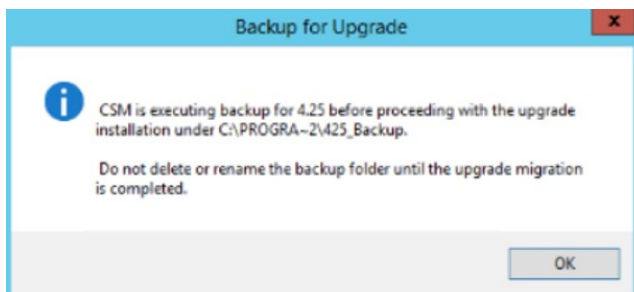 Backup for Upgrade
x
i
CSM is executing backup for 4.25 before proceeding with the upgrade
installation under C:\PROGRA~2\425_Backup.
Do not delete or rename the backup folder until the upgrade migration
is completed.
OK